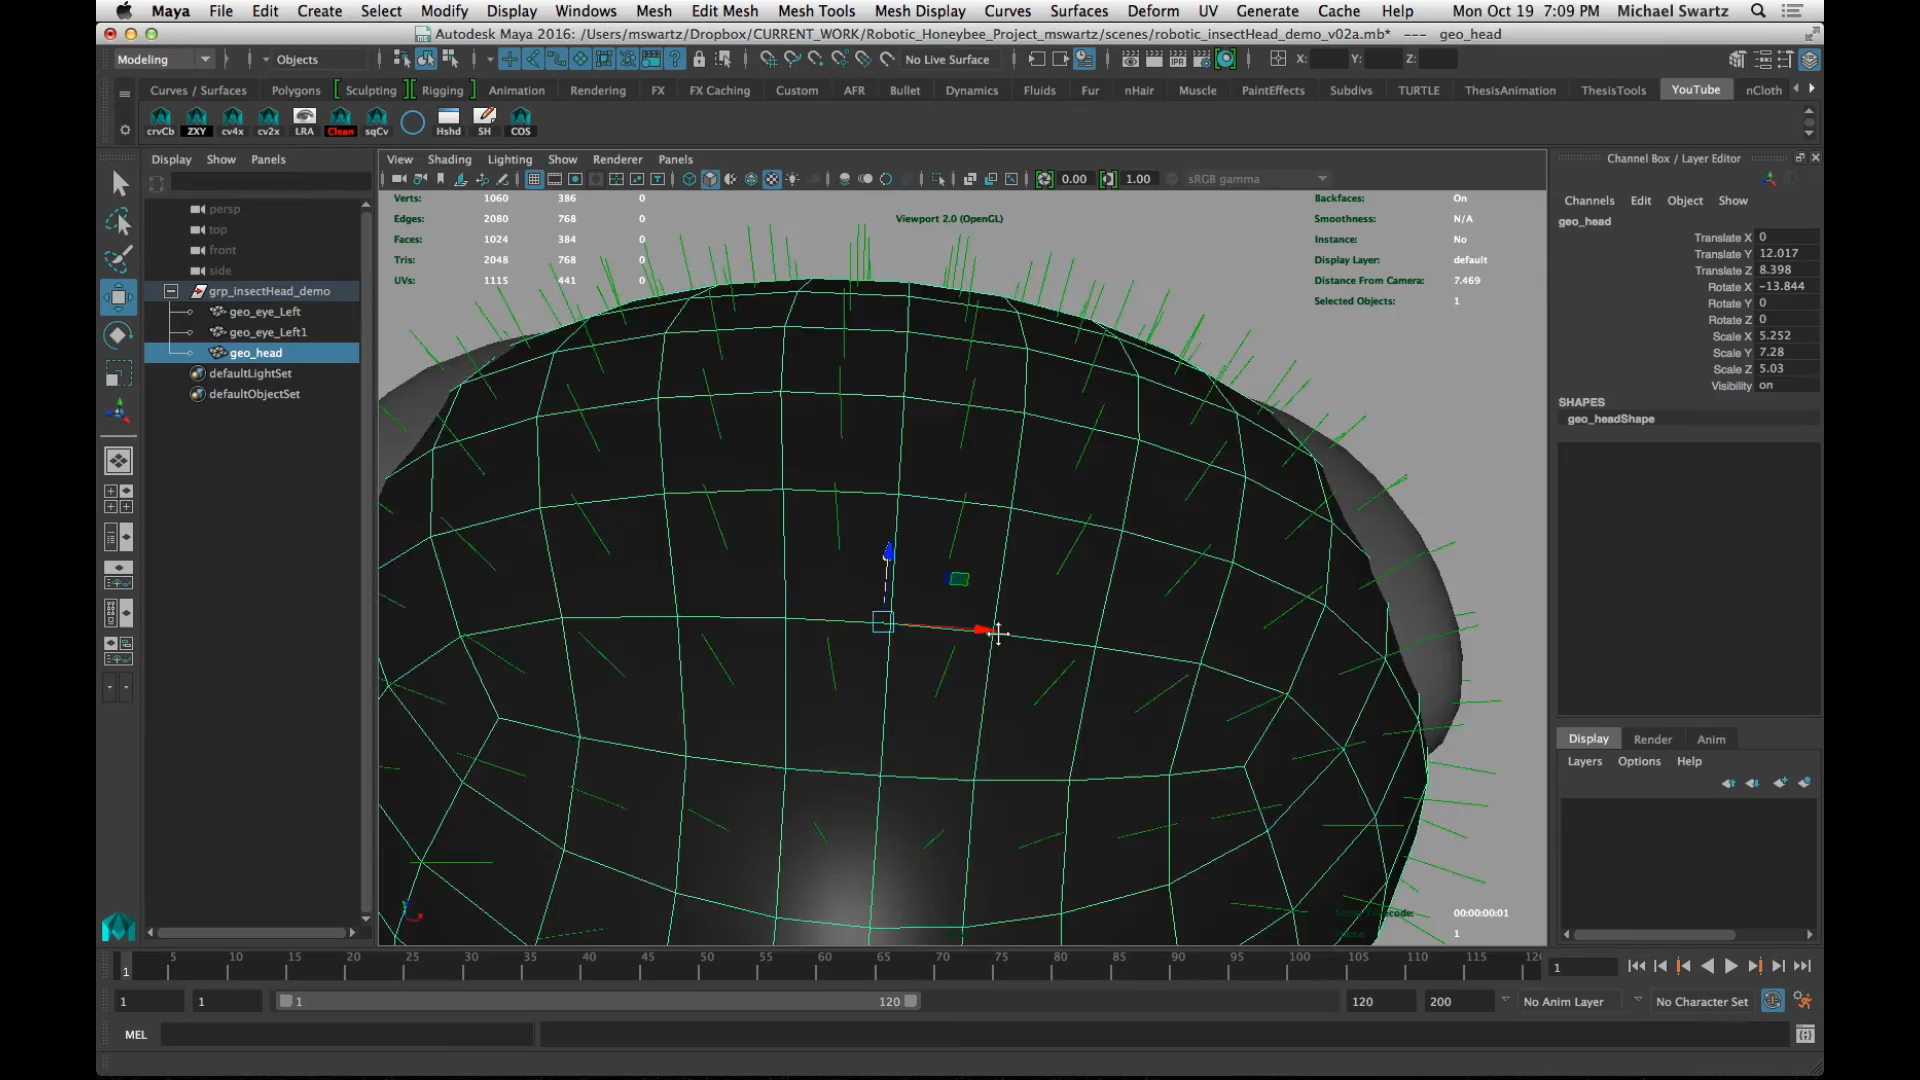 Maya File Edit Create Select Modify Display Windows Mesh Edit Mesh Mesh Tools Mesh Display Curves Surfaces Deform UV Generate Cache Help Mon Oct 19 7:09 PM Michael Swartz
Autodesk Maya 2016: /Users/mswartz/Dropbox/CURRENT_WORK/Robotic_Honeybee_Project_mswartz/scenes/robotic_insectHead_demo_v02a.mb* --- geo_head
Modeling Objects No Live Surface X: Y: Z:
Curves / Surfaces Polygons Sculpting Rigging Animation Rendering FX FX Caching Custom AFR Bullet Dynamics Fluids Fur nHair Muscle PaintEffects Subdivs TURTLE ThesisAnimation ThesisTools YouTube nCloth
crvCb ZXY cv4x cv2x LRA Clean sqCv Hshd SH COS
Display Show Panels
View Shading Lighting Show Renderer Panels
Channel Box / Layer Editor
0.00 1.00 sRGB gamma
Channels Edit Object Show
geo_head
Translate X 0
Translate Y 12.017
Translate Z 8.398
Rotate X -13.844
Rotate Y 0
Rotate Z 0
Scale X 5.252
Scale Y 7.28
Scale Z 5.03
Visibility on
SHAPES
geo_headShape
persp
top
front
side
grp_insectHead_demo
geo_eye_Left
geo_eye_Left1
geo_head
defaultLightSet
defaultObjectSet
Verts: 1060 386 0
Edges: 2080 768 0
Faces: 1024 384 0
Tris: 2048 768 0
UVs: 1115 441 0
Viewport 2.0 (OpenGL)
Backfaces: On
Smoothness: N/A
Instance: No
Display Layer: default
Distance From Camera: 7.469
Selected Objects: 1
00:00:00:01
1
Display Render Anim
Layers Options Help
1 5 10 15 20 25 30 35 40 45 50 55 60 65 70 75 80 85 90 95 100 105 110 115 120
1
1 1 1 120 120 200 No Anim Layer No Character Set
MEL